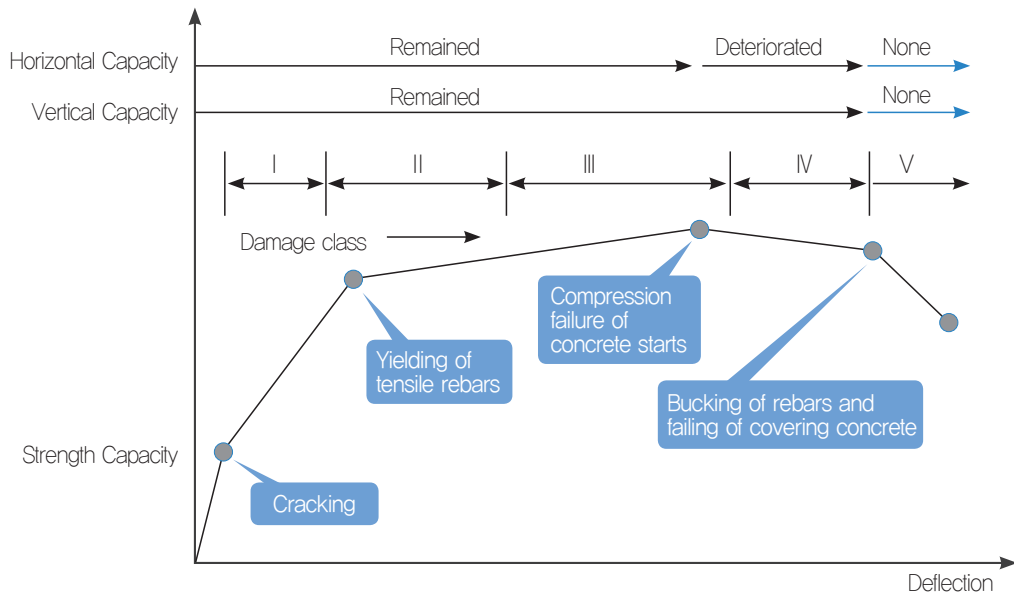 Remained
Deteriorated
None
Horizontal Capacity
Remained
None
Vertical Capacity
I
II
III
IV
V
Damage class
Compression
failure of
concrete starts
Yielding of
tensile rebars
Bucking of rebars and
failing of covering concrete
Strength Capacity
Cracking
Deflection